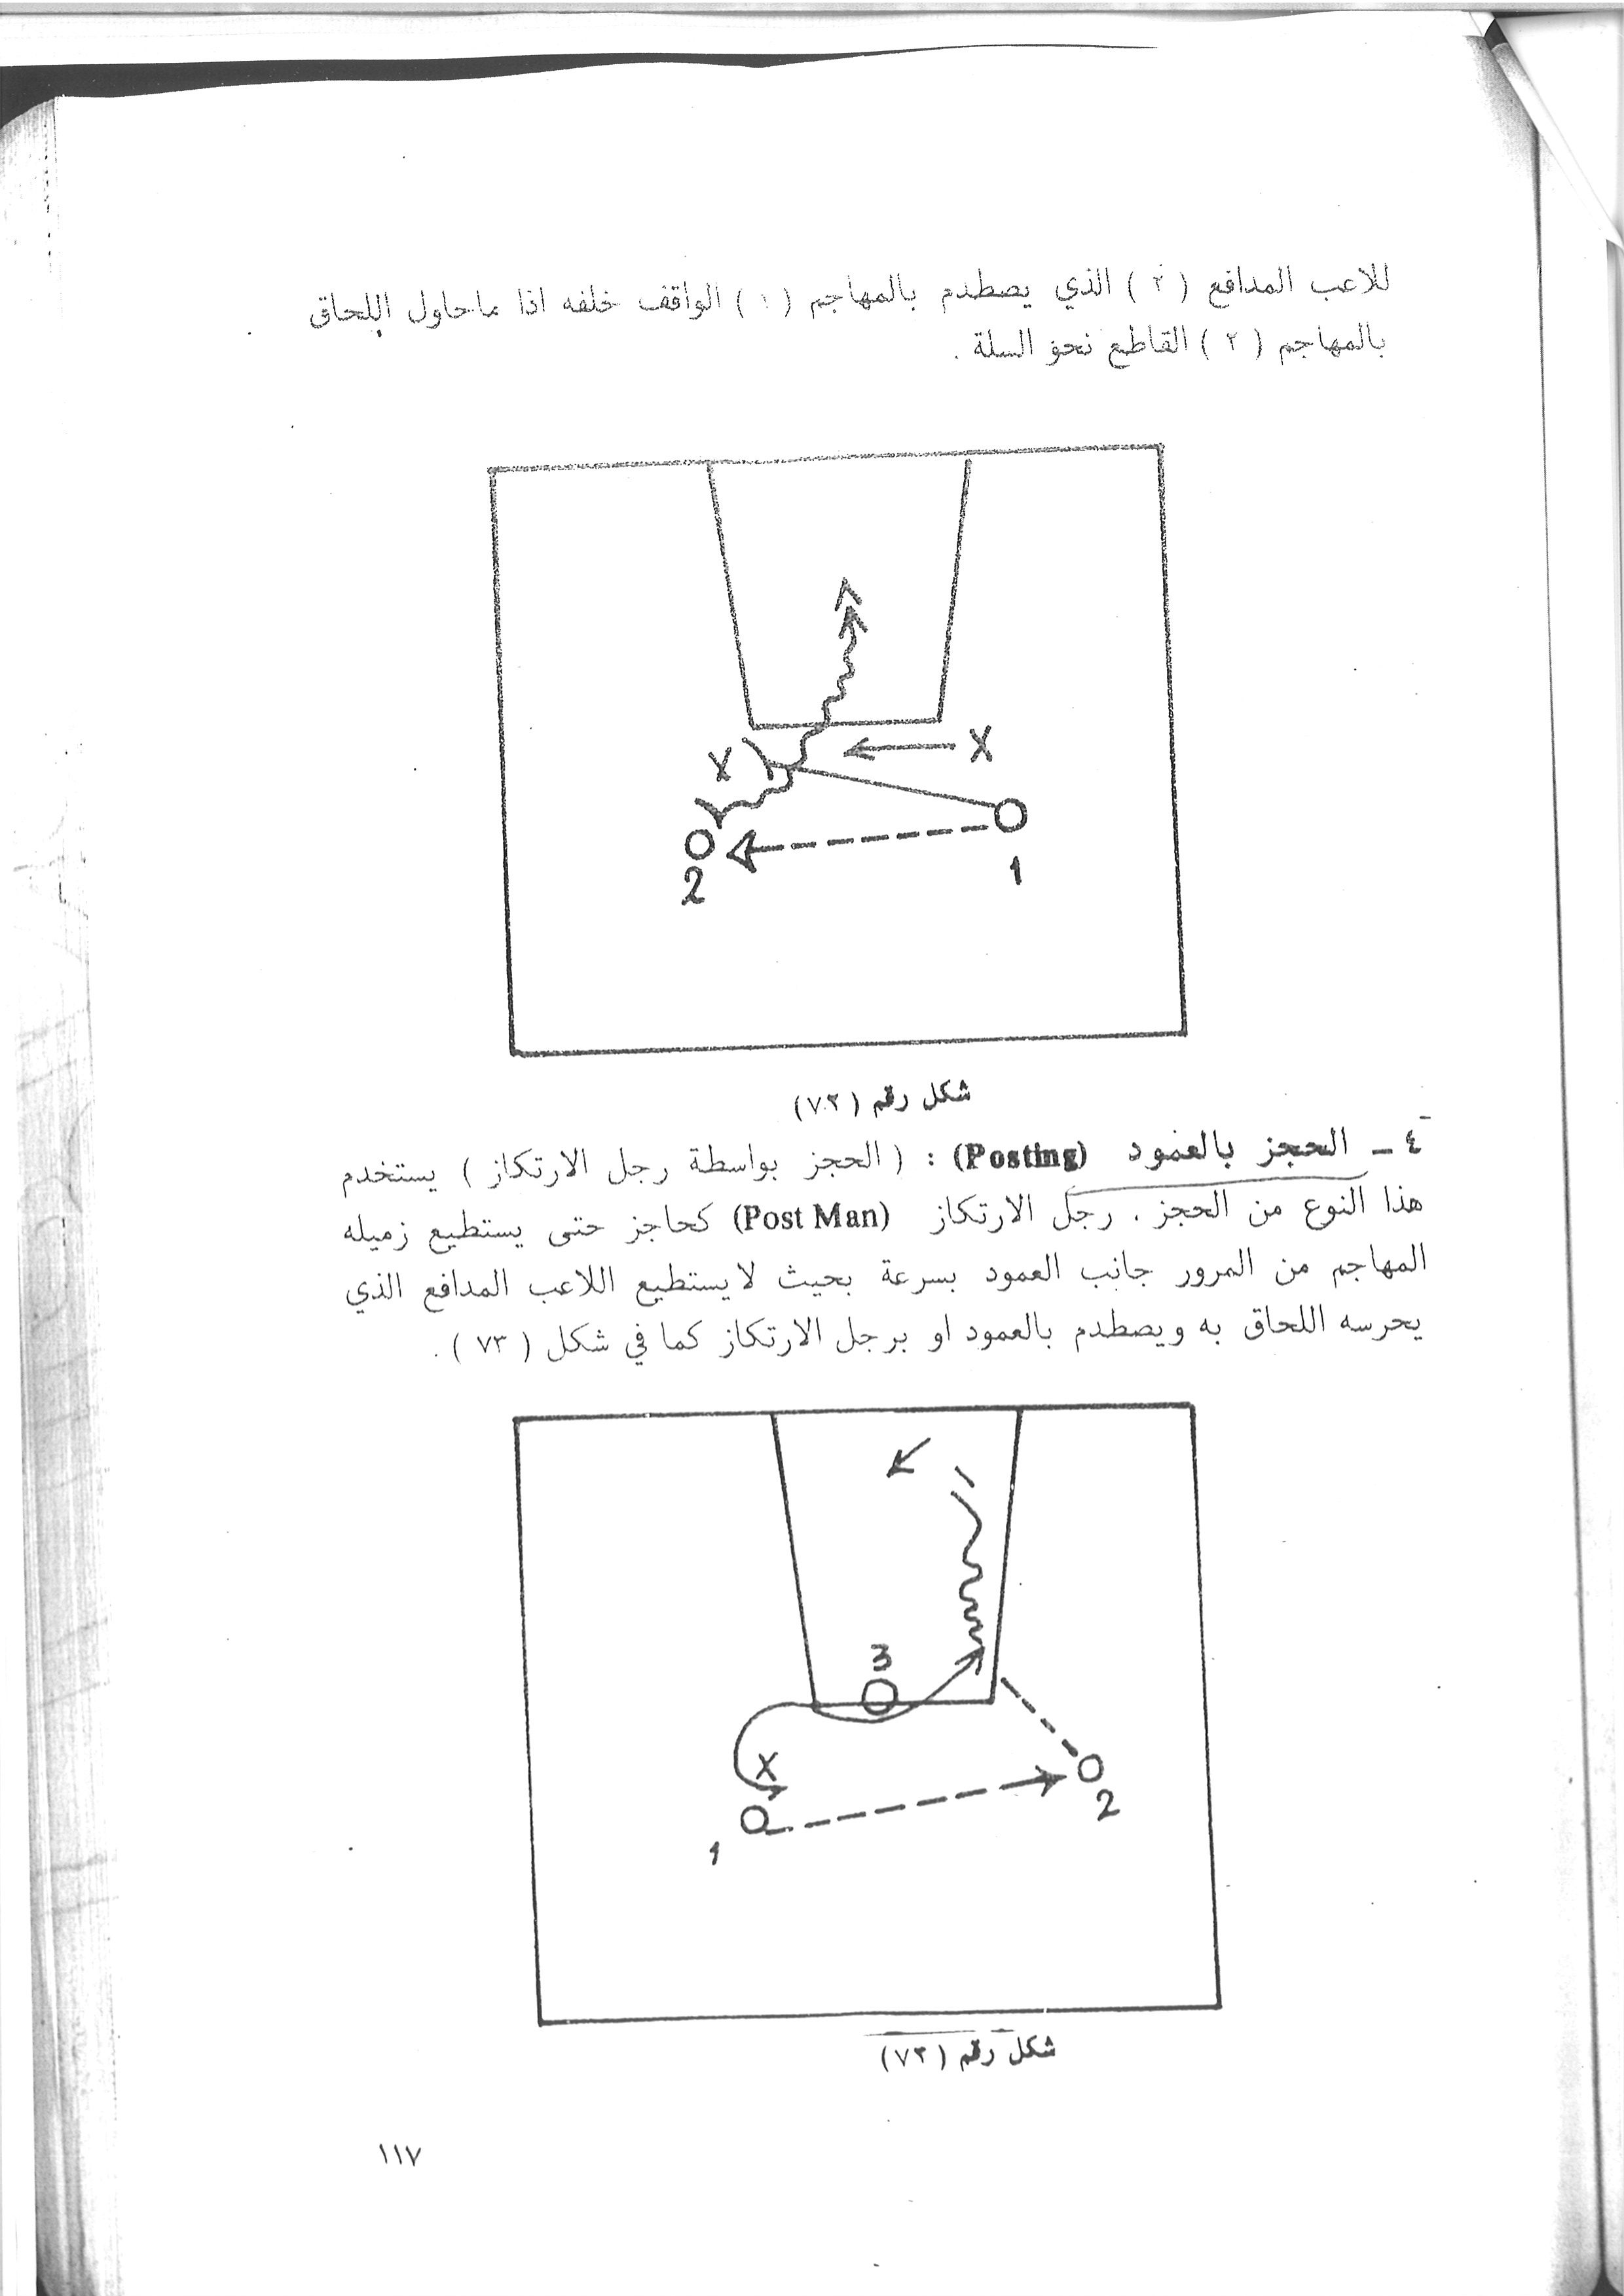 للاعب المدافع ( ٢ ) الذي يصطدم بالمهاجم ( ١ ) الواقف خلفه اذا ماحاول اللحاق
بالمهاجم ( ٢ ) القاطع نحو السلة .
X
X
2
1
شكل رقم (٧٢)
٤ – الحجز بالعمود (Posting) : ( الحجز بواسطة رجل الارتكاز ) يستخدم
هذا النوع من الحجز . رجل الارتكاز (Post Man) كحاجز حتى يستطيع زميله
المهاجم من المرور جانب العمود بسرعة بحيث لايستطيع اللاعب المدافع الذي
يحرسه اللحاق به ويصطدم بالعمود او برجل الارتكاز كما في شكل ( ٧٣ ) .
3
X
1
2
شكل رقم (٧٣)
١١٧